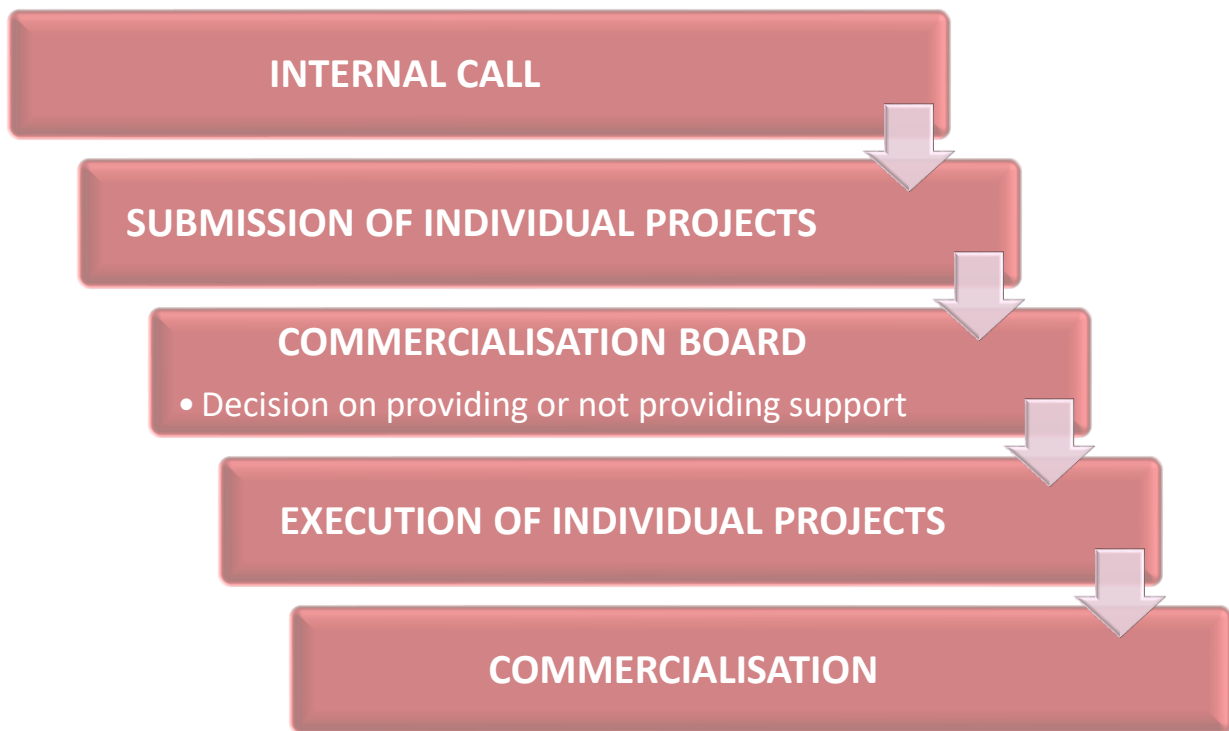 INTERNAL CALL
SUBMISSION OF INDIVIDUAL PROJECTS
COMMERCIALISATION BOARD
• Decision on providing or not providing support
EXECUTION OF INDIVIDUAL PROJECTS
COMMERCIALISATION